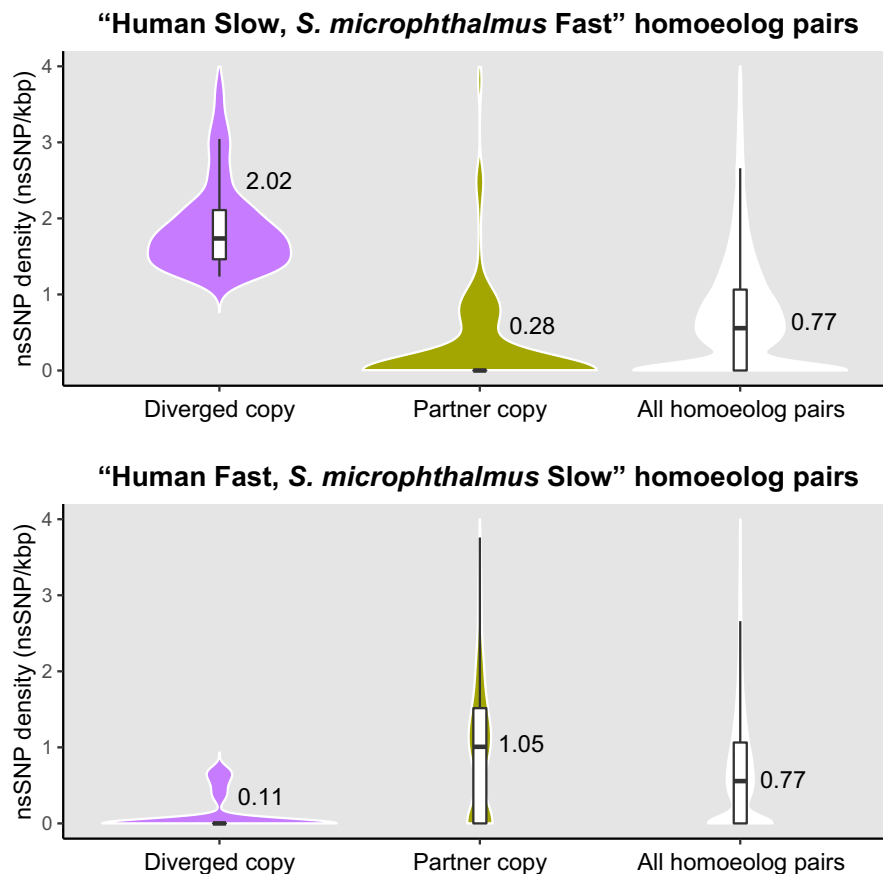 “Human Slow, S. microphthalmus Fast” homoeolog pairs
nsSNP density (nsSNP/kbp)
4
3
2
1
0
2.02
0.28
0.77
Diverged copy
Partner copy
All homoeolog pairs
“Human Fast, S. microphthalmus Slow” homoeolog pairs
nsSNP density (nsSNP/kbp)
4
3
2
1
0
0.11
1.05
0.77
Diverged copy
Partner copy
All homoeolog pairs